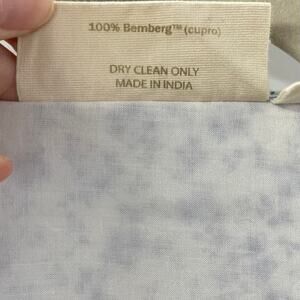 100% Bemberg™ (cupro)
DRY CLEAN ONLY
MADE IN INDIA